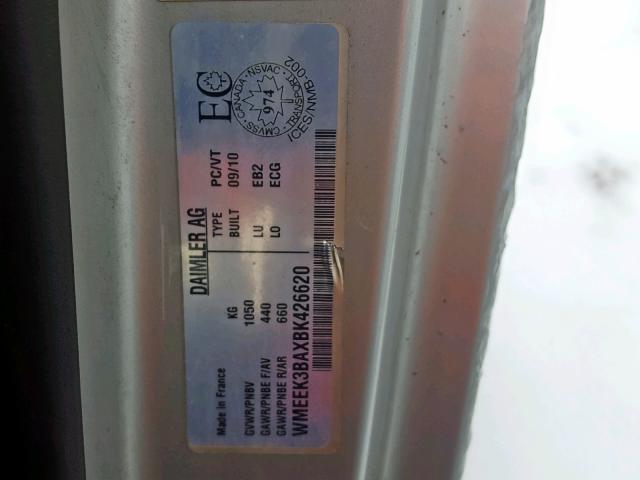 DAIMLER AG
TYPE PC/VT
BUILT 09/10
LU EB2
LO ECG
EC
CMVSS · CANADA · NSVAC · TRANSPORT
974
ICES/NMB-002
Made in France
KG
GVWR/PNBV 1050
GAWR/PNBE F/AV 440
GAWR/PNBE R/AR 660
WMEEK3BAXBK426620